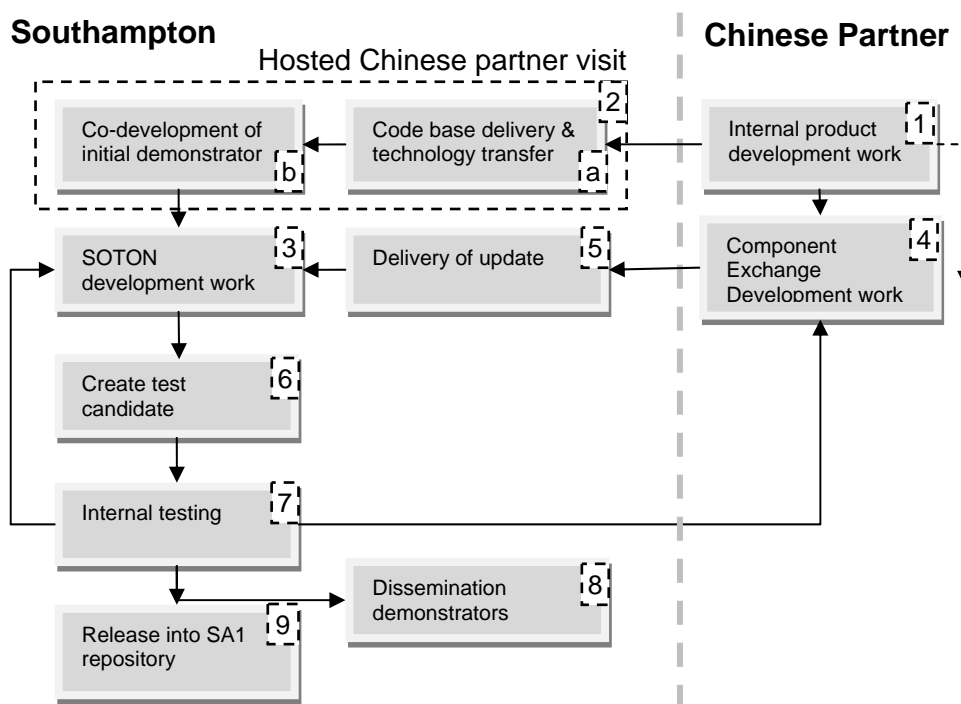 Southampton
Chinese Partner
Hosted Chinese partner visit
2
Co-development of
initial demonstrator
b
Code base delivery &
technology transfer
a
1
Internal product
development work
3
SOTON
development work
5
Delivery of update
4
Component
Exchange
Development work
6
Create test
candidate
7
Internal testing
8
Dissemination
demonstrators
9
Release into SA1
repository